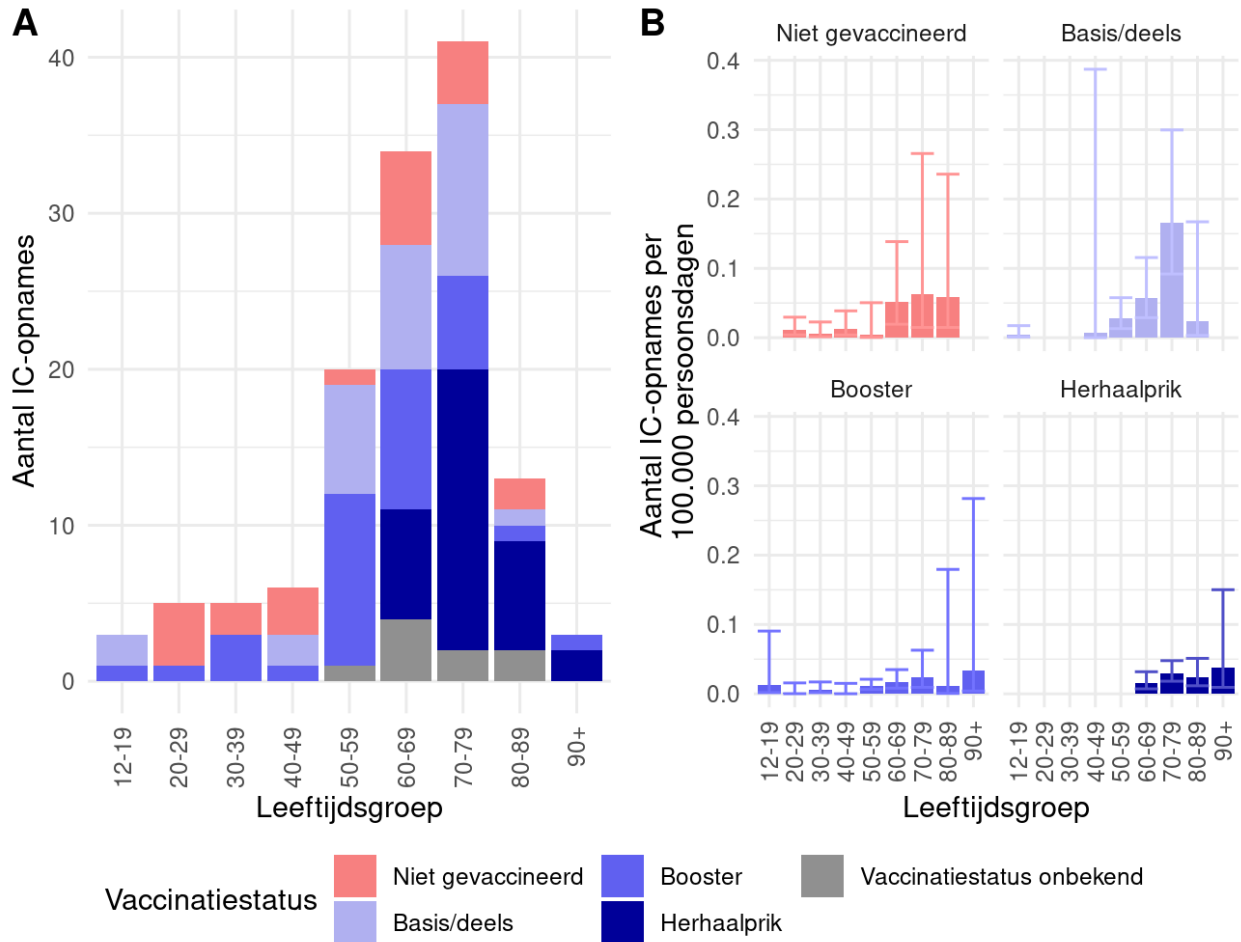 A
Aantal IC-opnames
40
30
20
10
0
12-19
20-29
30-39
40-49
50-59
60-69
70-79
80-89
90+
Leeftijdsgroep
B
Aantal IC-opnames per
100.000 persoonsdagen
Niet gevaccineerd
Basis/deels
0.4
0.3
0.2
0.1
0.0
Booster
Herhaalprik
0.4
0.3
0.2
0.1
0.0
12-19
20-29
30-39
40-49
50-59
60-69
70-79
80-89
90+
12-19
20-29
30-39
40-49
50-59
60-69
70-79
80-89
90+
Leeftijdsgroep
Vaccinatiestatus
Niet gevaccineerd
Basis/deels
Booster
Herhaalprik
Vaccinatiestatus onbekend